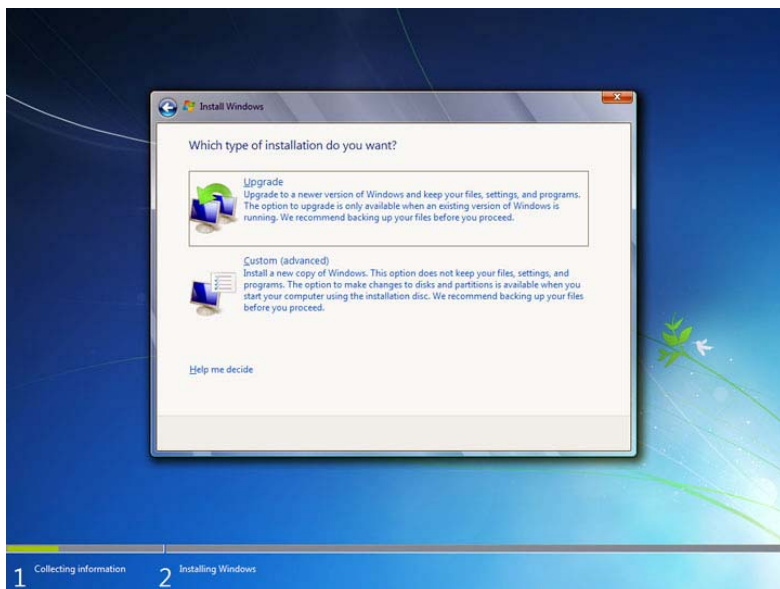 Install Windows
Which type of installation do you want?
Upgrade
Upgrade to a newer version of Windows and keep your files, settings, and programs.
The option to upgrade is only available when an existing version of Windows is
running. We recommend backing up your files before you proceed.
Custom (advanced)
Install a new copy of Windows. This option does not keep your files, settings, and
programs. The option to make changes to disks and partitions is available when you
start your computer using the installation disc. We recommend backing up your files
before you proceed.
Help me decide
1 Collecting information 2 Installing Windows